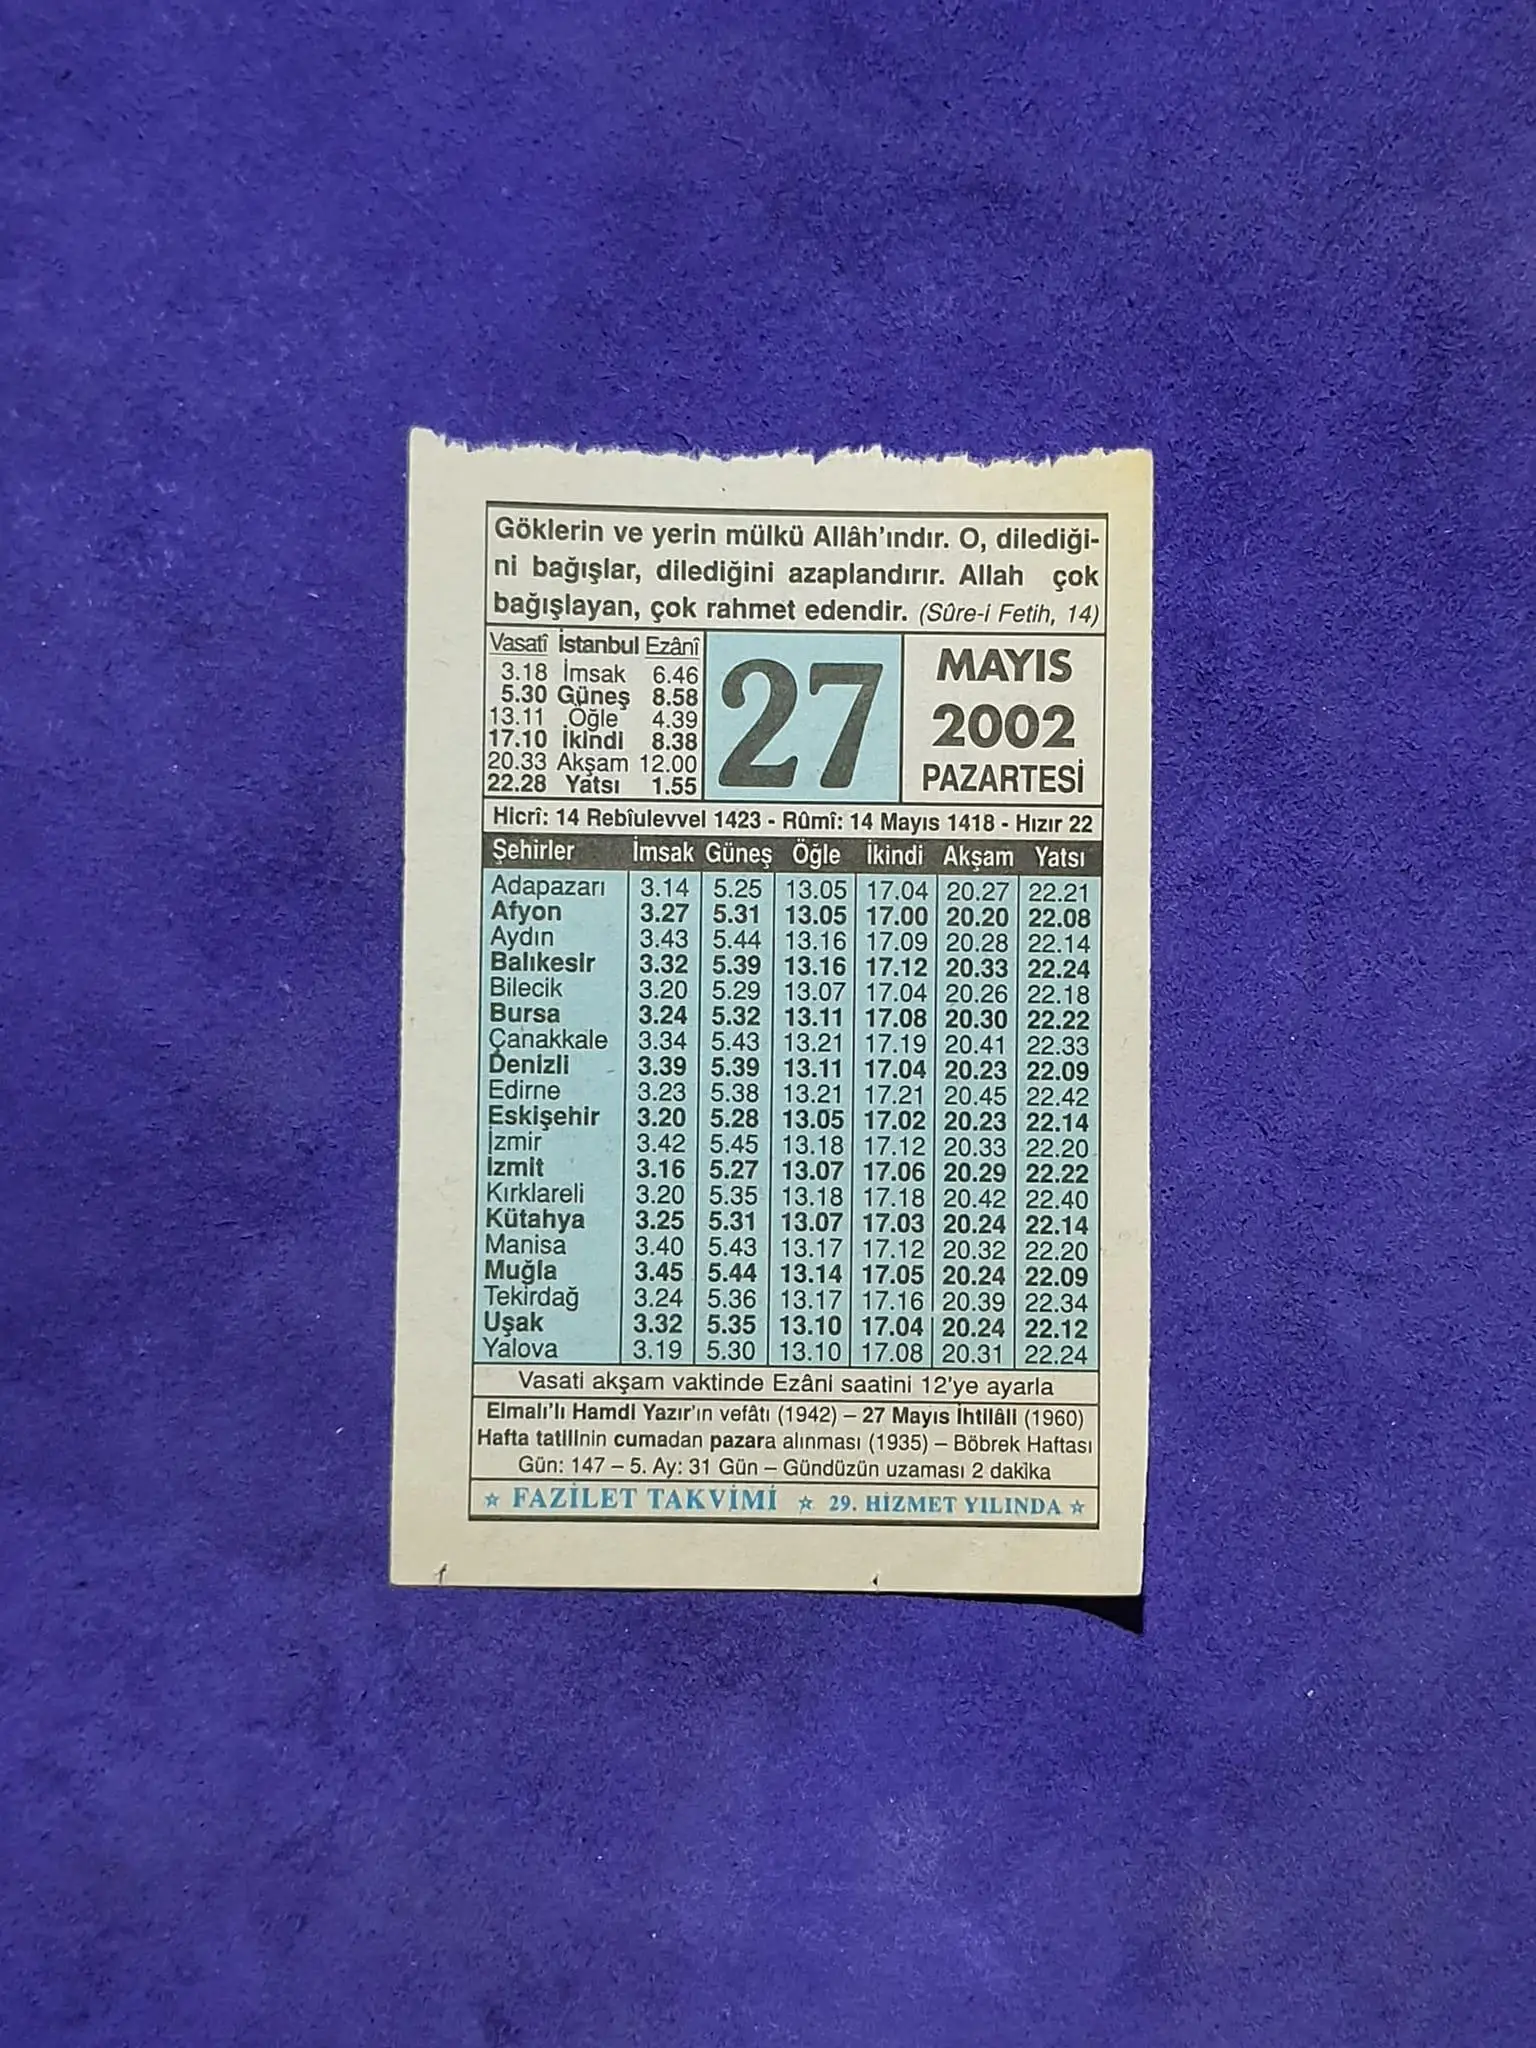 Göklerin ve yerin mülkü Allâh'ındır. O, dilediği-
ni bağışlar, dilediğini azaplandırır. Allah çok
bağışlayan, çok rahmet edendir. (Sûre-i Fetih, 14)
Vasatî İstanbul Ezânî
3.18 İmsak 6.46
5.30 Güneş 8.58
13.11 Öğle 4.39
17.10 İkindi 8.38
20.33 Akşam 12.00
22.28 Yatsı 1.55
27
MAYIS
2002
PAZARTESİ
Hicrî: 14 Rebîulevvel 1423 - Rûmî: 14 Mayıs 1418 - Hızır 22
Şehirler İmsak Güneş Öğle İkindi Akşam Yatsı
Adapazarı 3.14 5.25 13.05 17.04 20.27 22.21
Afyon 3.27 5.31 13.05 17.00 20.20 22.08
Aydın 3.43 5.44 13.16 17.09 20.28 22.14
Balıkesir 3.32 5.39 13.16 17.12 20.33 22.24
Bilecik 3.20 5.29 13.07 17.04 20.26 22.18
Bursa 3.24 5.32 13.11 17.08 20.30 22.22
Çanakkale 3.34 5.43 13.21 17.19 20.41 22.33
Denizli 3.39 5.39 13.11 17.04 20.23 22.09
Edirne 3.23 5.38 13.21 17.21 20.45 22.42
Eskişehir 3.20 5.28 13.05 17.02 20.23 22.14
İzmir 3.42 5.45 13.18 17.12 20.33 22.20
İzmit 3.16 5.27 13.07 17.06 20.29 22.22
Kırklareli 3.20 5.35 13.18 17.18 20.42 22.40
Kütahya 3.25 5.31 13.07 17.03 20.24 22.14
Manisa 3.40 5.43 13.17 17.12 20.32 22.20
Muğla 3.45 5.44 13.14 17.05 20.24 22.09
Tekirdağ 3.24 5.36 13.17 17.16 20.39 22.34
Uşak 3.32 5.35 13.10 17.04 20.24 22.12
Yalova 3.19 5.30 13.10 17.08 20.31 22.24
Vasati akşam vaktinde Ezâni saatini 12'ye ayarla
Elmalı'lı Hamdi Yazır'ın vefâtı (1942) – 27 Mayıs İhtilâli (1960)
Hafta tatilinin cumadan pazara alınması (1935) – Böbrek Haftası
Gün: 147 – 5. Ay: 31 Gün – Gündüzün uzaması 2 dakika
☆ FAZİLET TAKVİMİ ☆ 29. HİZMET YILINDA ☆